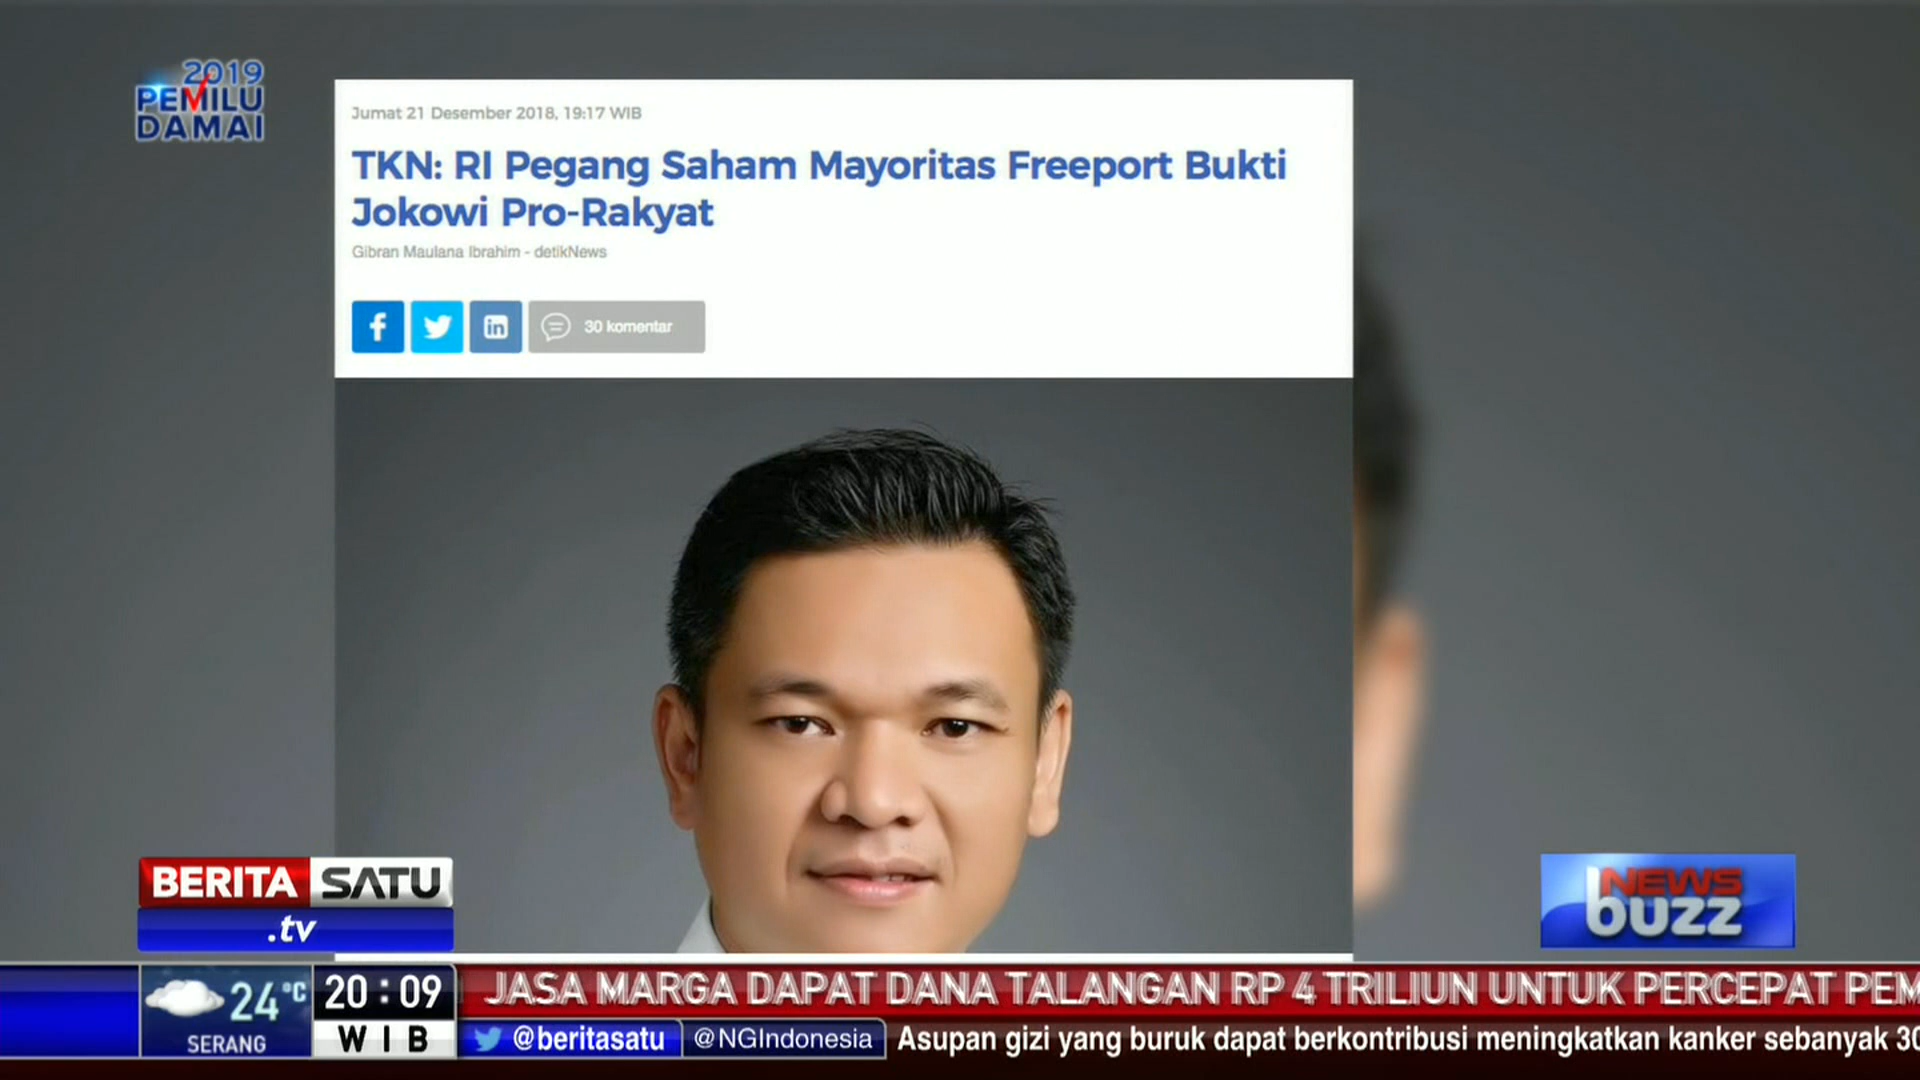 2019
PEMILU
DAMAI
Jumat 21 Desember 2018, 19:17 WIB
TKN: RI Pegang Saham Mayoritas Freeport Bukti
Jokowi Pro-Rakyat
Gibran Maulana Ibrahim - detikNews
f
in
30 komentar
BERITA SATU
.tv
NEWS
buzz
24°C
SERANG
20:09
WIB
JASA MARGA DAPAT DANA TALANGAN RP 4 TRILIUN UNTUK PERCEPAT PEM
@beritasatu
@NGIndonesia
Asupan gizi yang buruk dapat berkontribusi meningkatkan kanker sebanyak 30